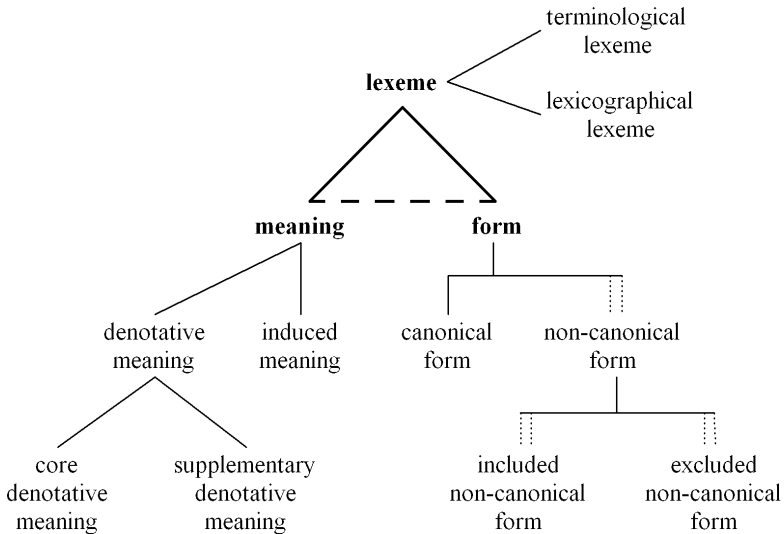 terminological
lexeme
lexeme
lexicographical
lexeme
meaning
form
denotative
meaning
induced
meaning
canonical
form
non-canonical
form
core
denotative
meaning
supplementary
denotative
meaning
included
non-canonical
form
excluded
non-canonical
form